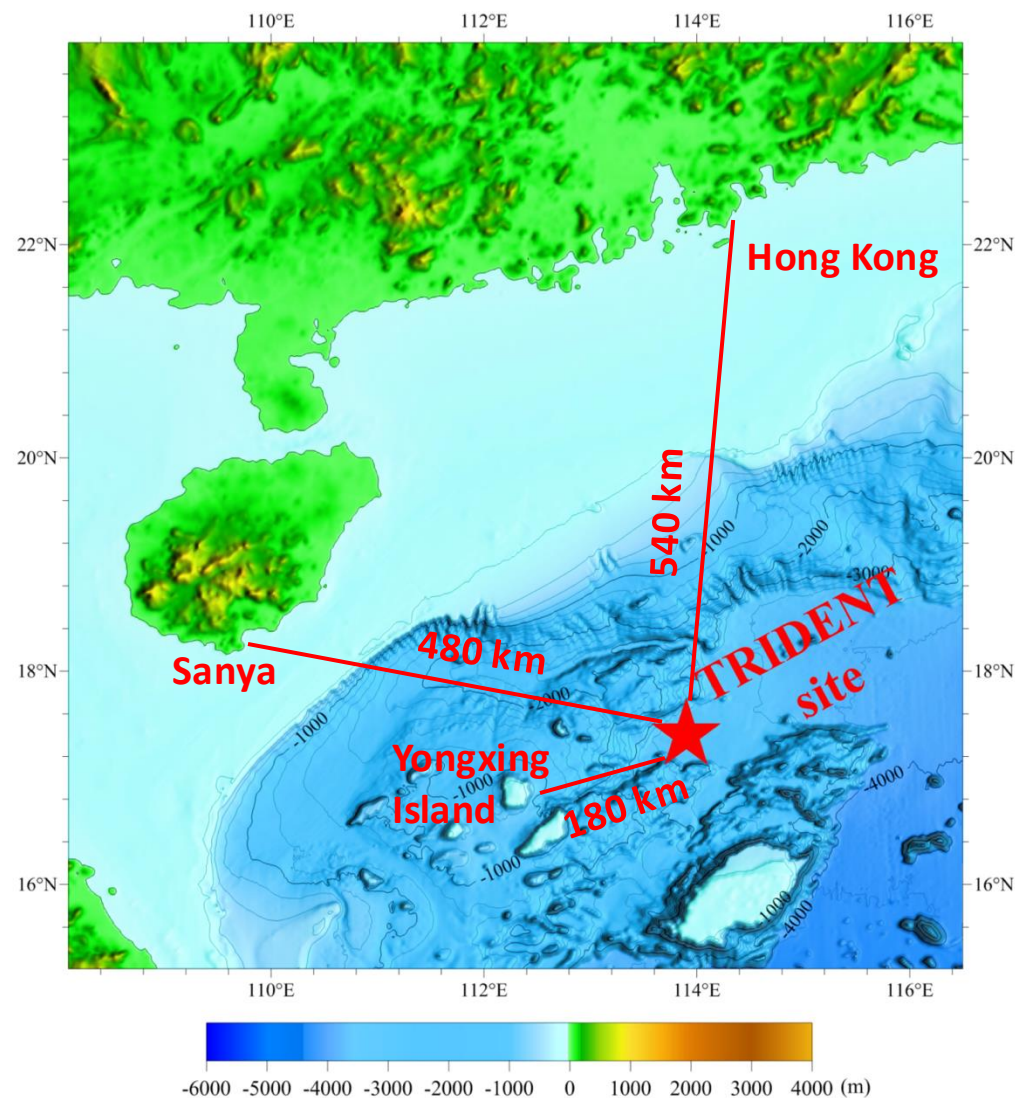 110°E 112°E 114°E 116°E
22°N 22°N
Hong Kong
20°N 20°N
540 km
-1000
-2000
-3000
TRIDENT
site
480 km
18°N 18°N
Sanya
-2000
-1000
Yongxing
Island
-1000
-4000
180 km
-1000
16°N 16°N
-1000
-4000
110°E 112°E 114°E 116°E
-6000 -5000 -4000 -3000 -2000 -1000 0 1000 2000 3000 4000 (m)